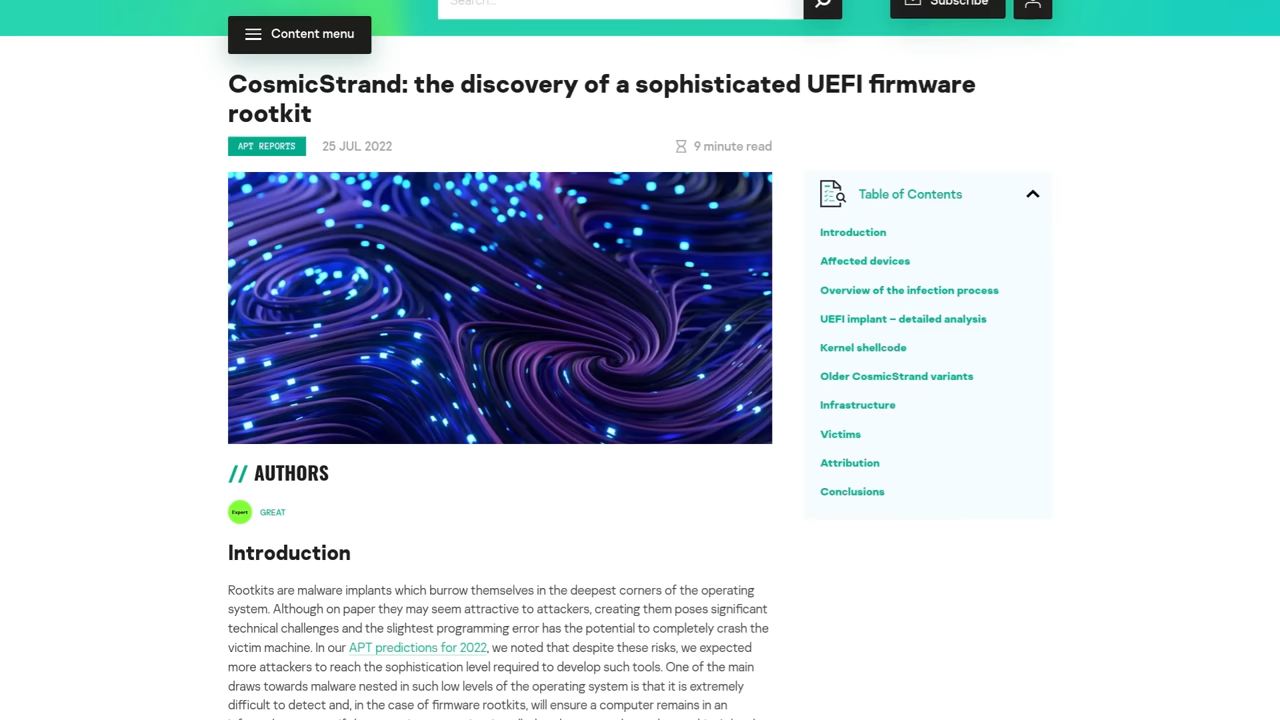 Search...
Subscribe
Content menu
CosmicStrand: the discovery of a sophisticated UEFI firmware
rootkit
APT REPORTS
25 JUL 2022
9 minute read
Table of Contents
Introduction
Affected devices
Overview of the infection process
UEFI implant – detailed analysis
Kernel shellcode
Older CosmicStrand variants
Infrastructure
Victims
Attribution
Conclusions
// AUTHORS
Expert
GREAT
Introduction
Rootkits are malware implants which burrow themselves in the deepest corners of the operating
system. Although on paper they may seem attractive to attackers, creating them poses significant
technical challenges and the slightest programming error has the potential to completely crash the
victim machine. In our APT predictions for 2022, we noted that despite these risks, we expected
more attackers to reach the sophistication level required to develop such tools. One of the main
draws towards malware nested in such low levels of the operating system is that it is extremely
difficult to detect and, in the case of firmware rootkits, will ensure a computer remains in an